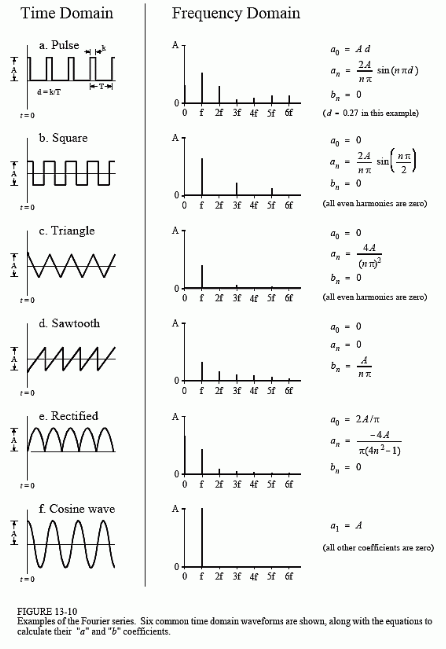 Time Domain
Frequency Domain
a. Pulse
k
A
d = k/T
T
t = 0
A
0
0 f 2f 3f 4f 5f 6f
a₀ = A d
aₙ = 2A/nπ sin(nπd)
bₙ = 0
(d = 0.27 in this example)
b. Square
A
t = 0
A
0
0 f 2f 3f 4f 5f 6f
a₀ = 0
aₙ = 2A/nπ sin(nπ/2)
bₙ = 0
(all even harmonics are zero)
c. Triangle
A
t = 0
A
0
0 f 2f 3f 4f 5f 6f
a₀ = 0
aₙ = 4A/(nπ)²
bₙ = 0
(all even harmonics are zero)
d. Sawtooth
A
t = 0
A
0
0 f 2f 3f 4f 5f 6f
a₀ = 0
aₙ = 0
bₙ = A/nπ
e. Rectified
A
t = 0
A
0
0 f 2f 3f 4f 5f 6f
a₀ = 2A/π
aₙ = -4A/π(4n²-1)
bₙ = 0
f. Cosine wave
A
t = 0
A
0
0 f 2f 3f 4f 5f 6f
a₁ = A
(all other coefficients are zero)
FIGURE 13-10
Examples of the Fourier series. Six common time domain waveforms are shown, along with the equations to
calculate their "a" and "b" coefficients.